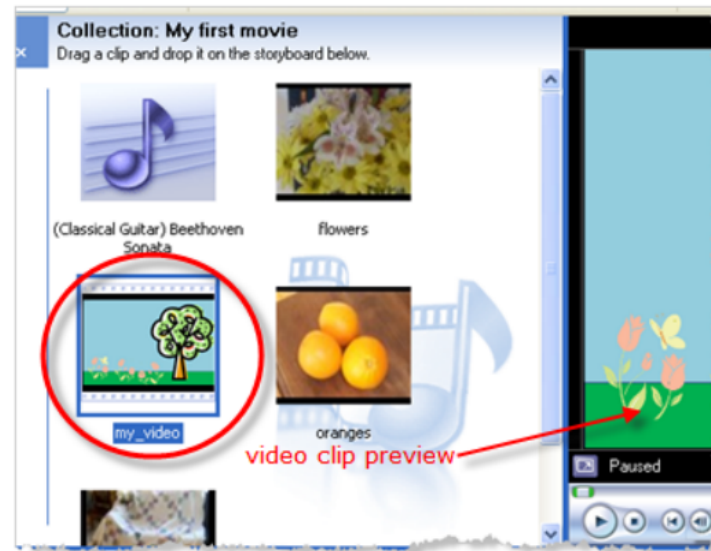 Collection: My first movie
Drag a clip and drop it on the storyboard below.
(Classical Guitar) Beethoven
Sonata
flowers
my_video
oranges
video clip preview
Paused